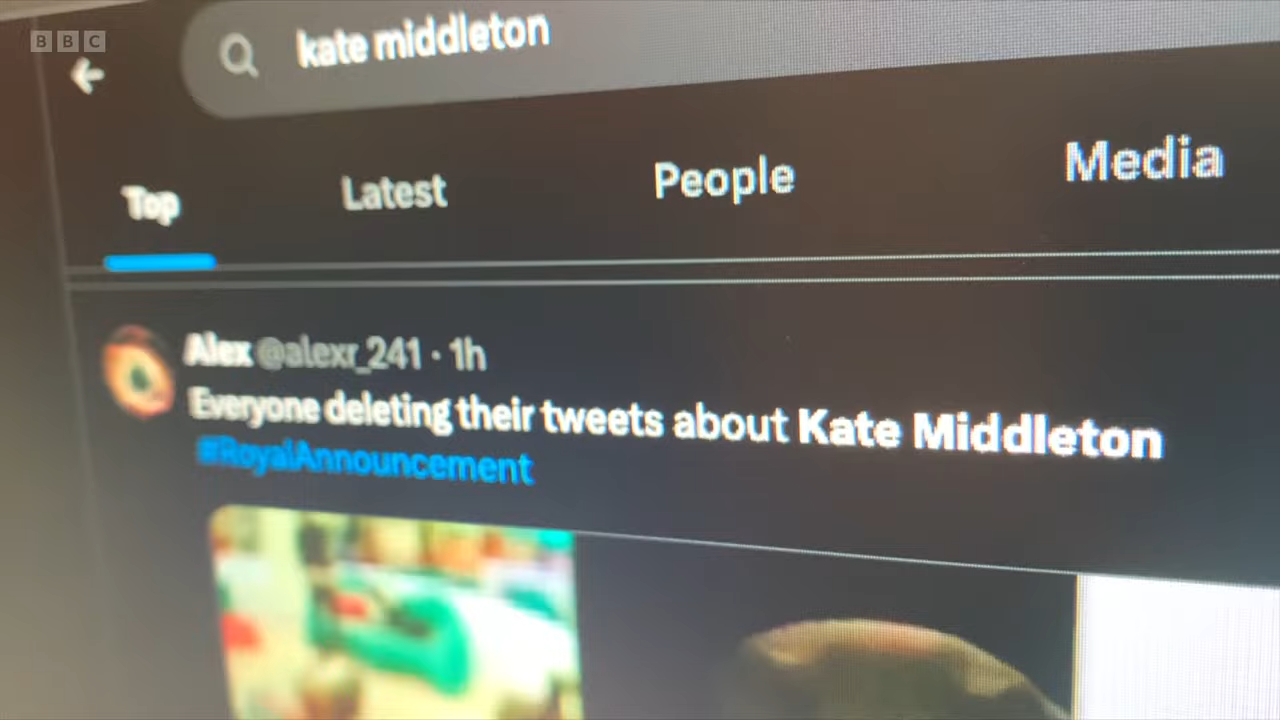 BBC
kate middleton
Top Latest People Media
Alex @alexr_241 · 1h
Everyone deleting their tweets about Kate Middleton
#RoyalAnnouncement